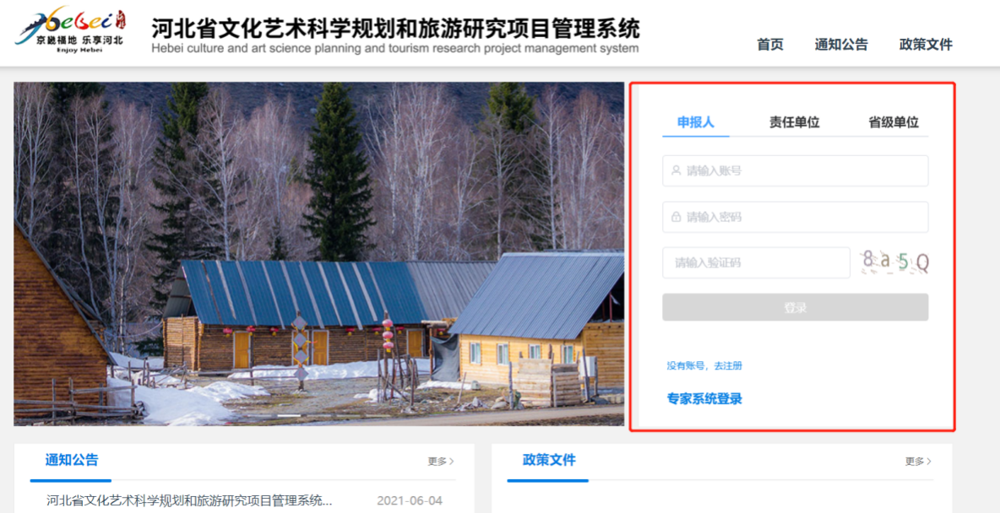 Hebei
京畿福地 乐享河北
Enjoy Hebei
河北省文化艺术科学规划和旅游研究项目管理系统
Hebei culture and art science planning and tourism research project management system
首页 通知公告 政策文件
申报人 责任单位 省级单位
请输入账号
请输入密码
请输入验证码 8a5Q
登录
没有账号，去注册
专家系统登录
通知公告 更多
河北省文化艺术科学规划和旅游研究项目管理系统... 2021-06-04
政策文件 更多